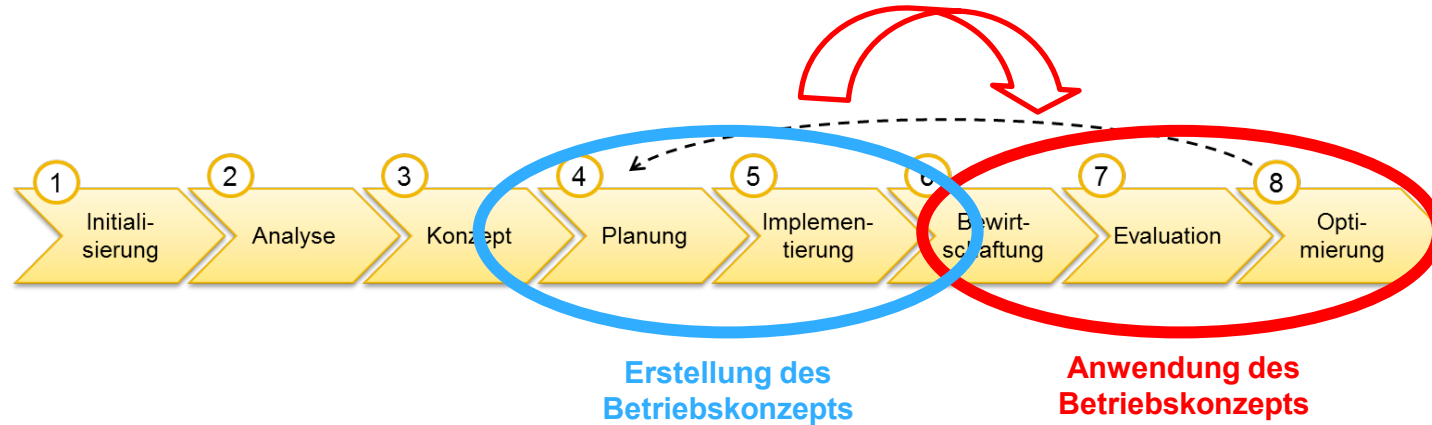 1
Initiali-
sierung
2
Analyse
3
Konzept
4
Planung
5
Implemen-
tierung
6
Bewirt-
schaftung
7
Evaluation
8
Opti-
mierung
Erstellung des
Betriebskonzepts
Anwendung des
Betriebskonzepts